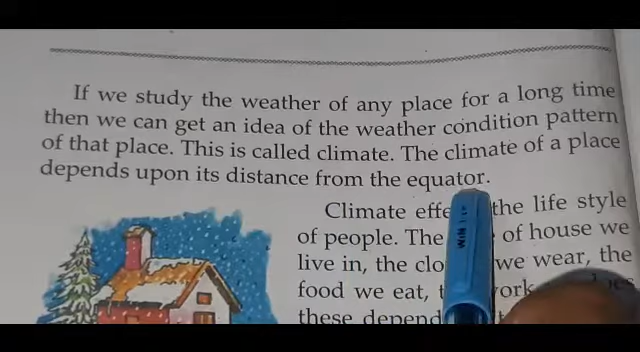 If we study the weather of any place for a long time
then we can get an idea of the weather condition pattern
of that place. This is called climate. The climate of a place
depends upon its distance from the equator.
Climate the life style
of people. The of house we
live in, the we wear, the
food we eat,
these depend